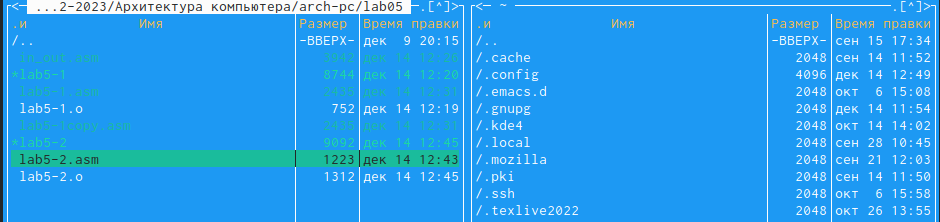 <─ ...2-2023/Архитектура компьютера/arch-pc/lab05 ─.[^]>
.и Имя Размер Время правки
/.. -ВВЕРХ- дек 9 20:15
in_out.asm 3942 дек 14 12:20
*lab5-1 8744 дек 14 12:20
lab5-1.asm 2435 дек 14 12:31
lab5-1.o 752 дек 14 12:19
lab5-1copy.asm 2435 дек 14 12:31
*lab5-2 9092 дек 14 12:45
lab5-2.asm 1223 дек 14 12:43
lab5-2.o 1312 дек 14 12:45
<─ ~ ─.[^]>
.и Имя Размер Время правки
/.. -ВВЕРХ- сен 15 17:34
/.cache 2048 сен 14 11:52
/.config 4096 дек 14 12:49
/.emacs.d 2048 окт 6 15:08
/.gnupg 2048 дек 14 11:54
/.kde4 2048 окт 14 14:02
/.local 2048 сен 28 10:45
/.mozilla 2048 сен 21 12:03
/.pki 2048 сен 14 11:50
/.ssh 2048 окт 6 15:58
/.texlive2022 2048 окт 26 13:55